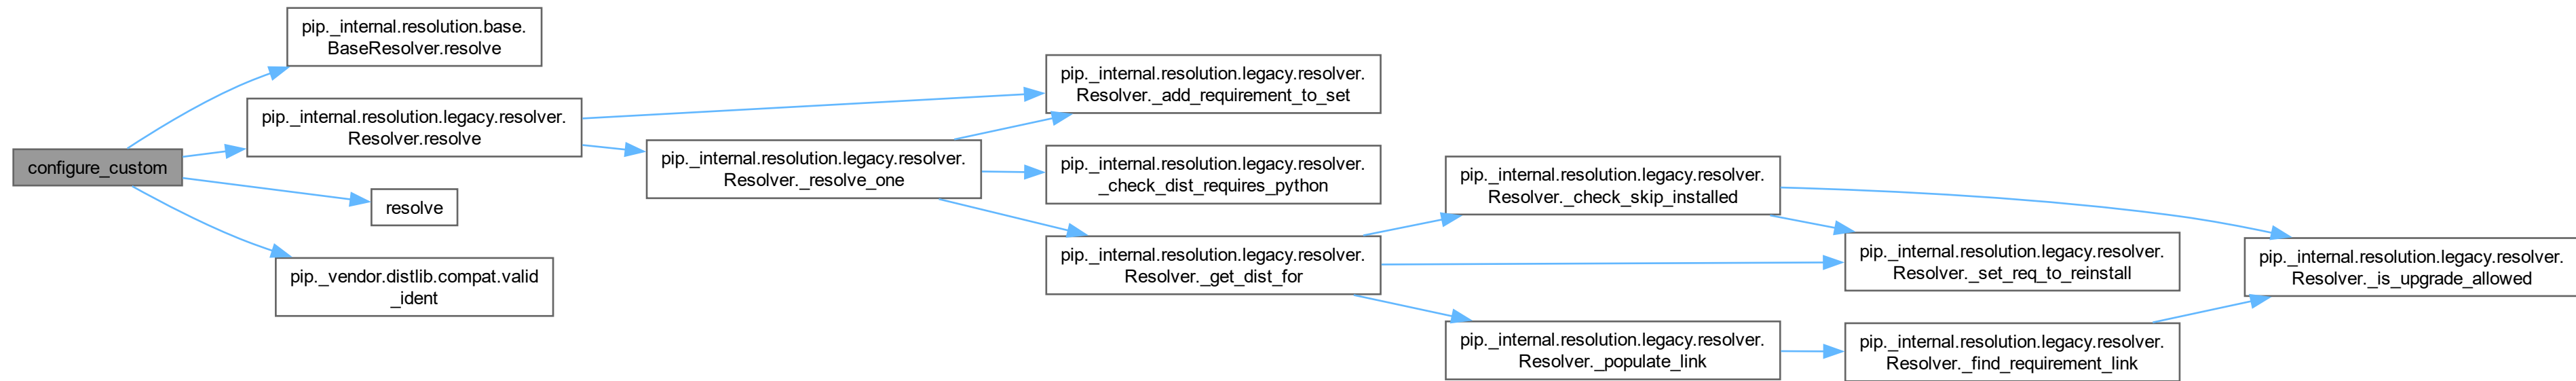 configure_custom
pip._internal.resolution.base.
BaseResolver.resolve
pip._internal.resolution.legacy.resolver.
Resolver.resolve
resolve
pip._vendor.distlib.compat.valid
_ident
pip._internal.resolution.legacy.resolver.
Resolver._resolve_one
pip._internal.resolution.legacy.resolver.
Resolver._add_requirement_to_set
pip._internal.resolution.legacy.resolver.
_check_dist_requires_python
pip._internal.resolution.legacy.resolver.
Resolver._get_dist_for
pip._internal.resolution.legacy.resolver.
Resolver._check_skip_installed
pip._internal.resolution.legacy.resolver.
Resolver._populate_link
pip._internal.resolution.legacy.resolver.
Resolver._set_req_to_reinstall
pip._internal.resolution.legacy.resolver.
Resolver._find_requirement_link
pip._internal.resolution.legacy.resolver.
Resolver._is_upgrade_allowed